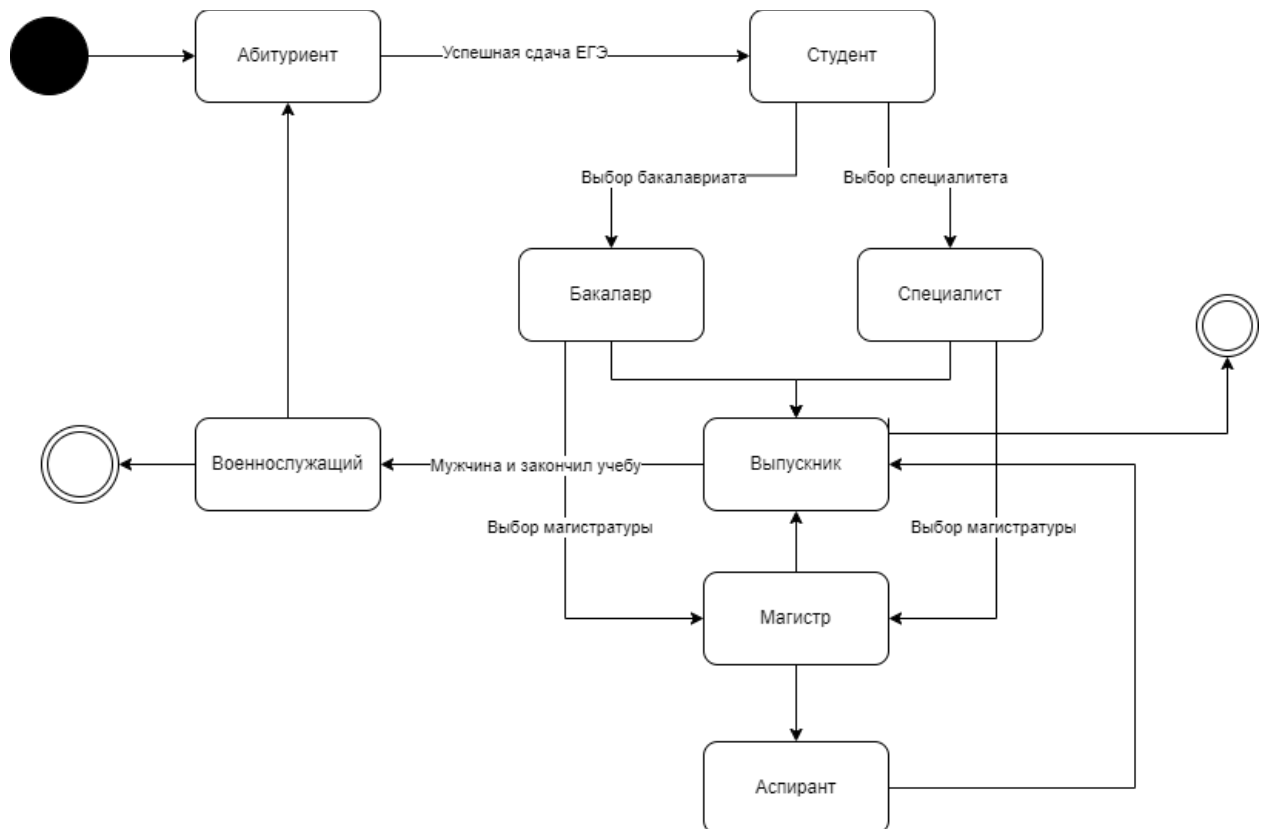 Абитуриент
Успешная сдача ЕГЭ
Студент
Выбор бакалавриата
Выбор специалитета
Бакалавр
Специалист
Военнослужащий
Мужчина и закончил учебу
Выпускник
Выбор магистратуры
Выбор магистратуры
Магистр
Аспирант